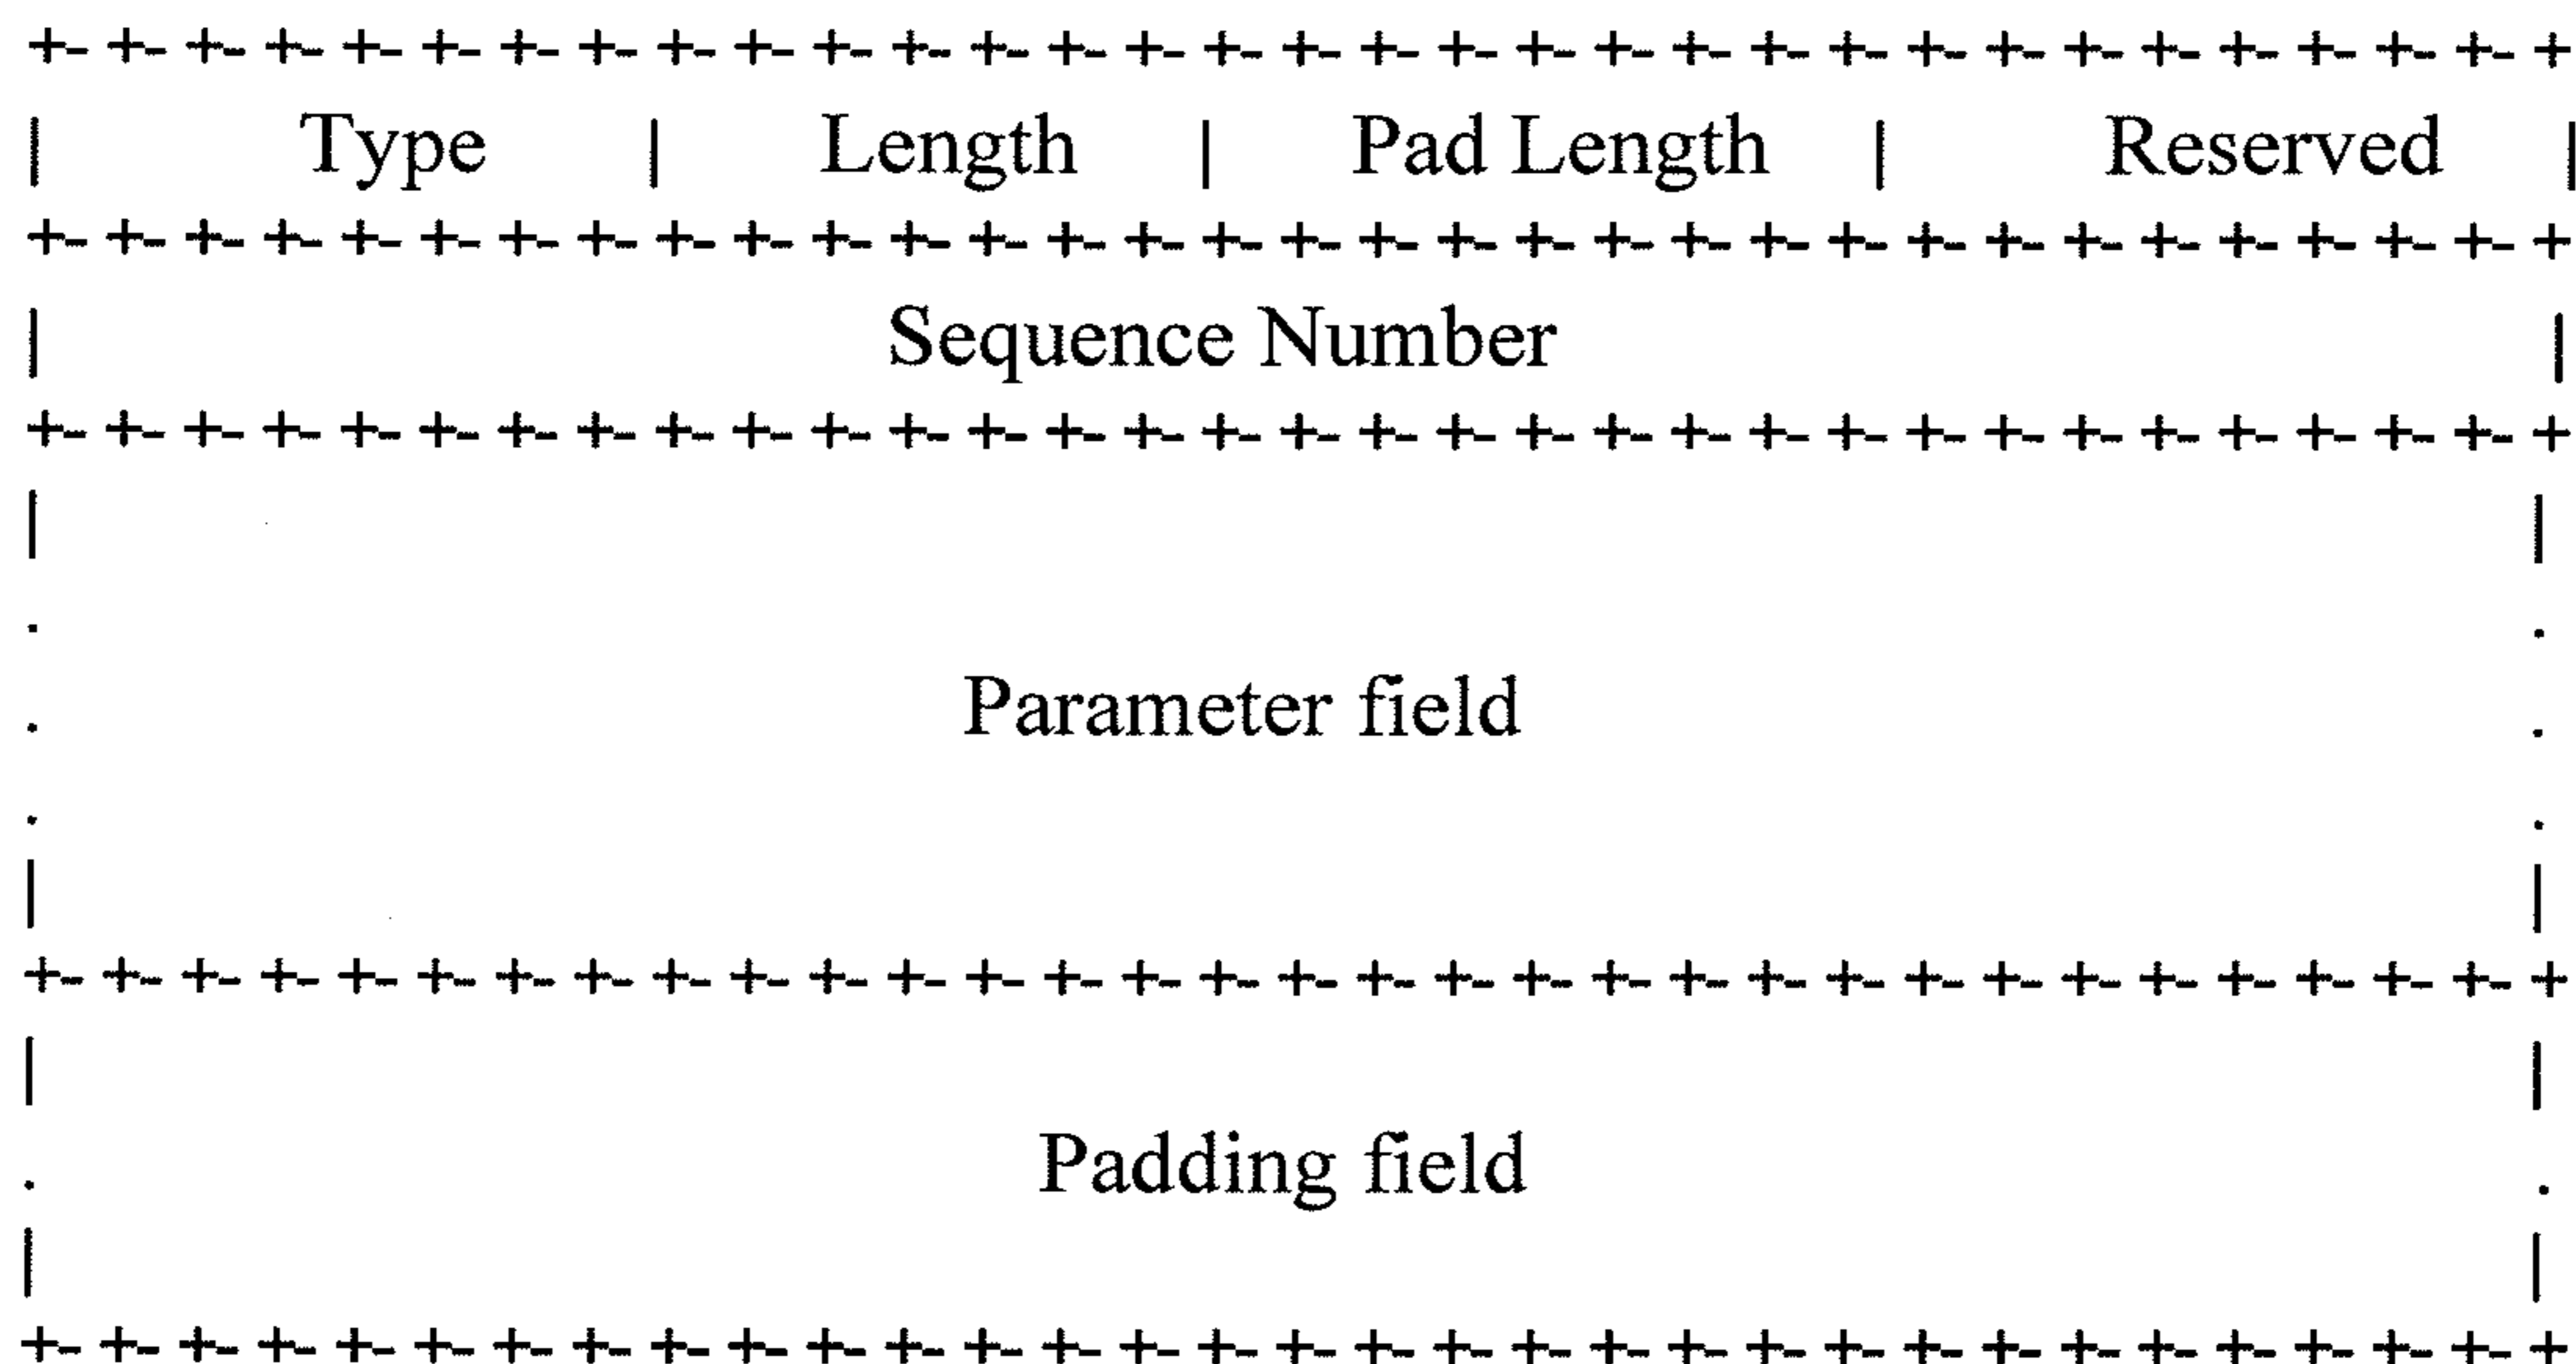 +- +- +- +- +- +- +- +- +- +- +- +- +- +- +- +- +- +- +- +- +- +- +- +- +- +- +- +- +- +- +- +- +
| Type | Length | Pad Length | Reserved |
+- +- +- +- +- +- +- +- +- +- +- +- +- +- +- +- +- +- +- +- +- +- +- +- +- +- +- +- +- +- +- +- +
| Sequence Number |
+- +- +- +- +- +- +- +- +- +- +- +- +- +- +- +- +- +- +- +- +- +- +- +- +- +- +- +- +- +- +- +- +
| |
. .
. Parameter field .
. .
| |
+- +- +- +- +- +- +- +- +- +- +- +- +- +- +- +- +- +- +- +- +- +- +- +- +- +- +- +- +- +- +- +- +
| |
. Padding field .
| |
+- +- +- +- +- +- +- +- +- +- +- +- +- +- +- +- +- +- +- +- +- +- +- +- +- +- +- +- +- +- +- +- +